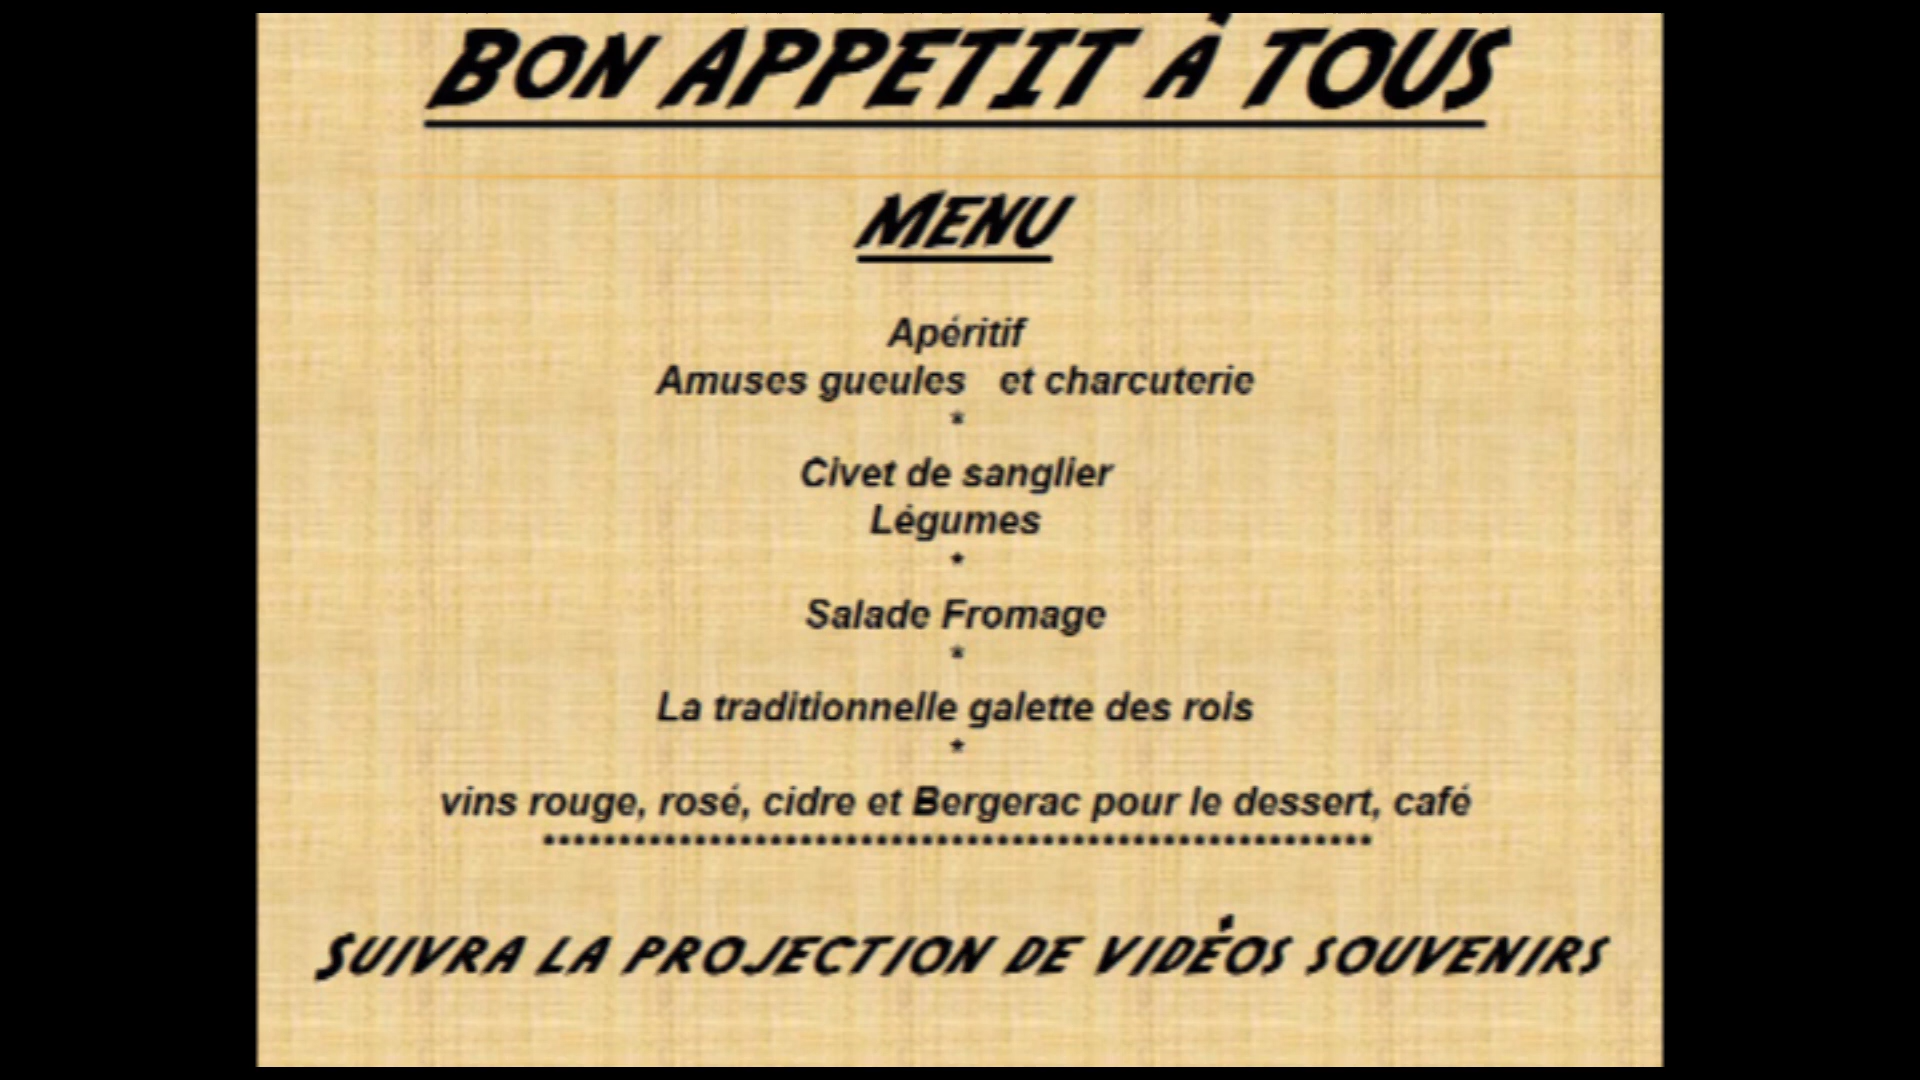 BON APPETIT À TOUS
MENU
Apéritif
Amuses gueules et charcuterie
*
Civet de sanglier
Légumes
*
Salade Fromage
*
La traditionnelle galette des rois
*
vins rouge, rosé, cidre et Bergerac pour le dessert, café
SUIVRA LA PROJECTION DE VIDÉOS SOUVENIRS